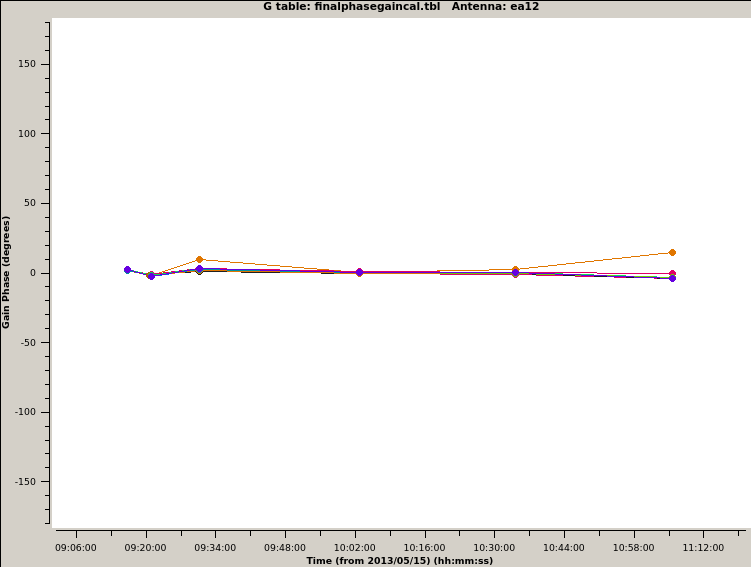 G table: finalphasegaincal.tbl   Antenna: ea12
150
100
50
0
-50
-100
-150
Gain Phase (degrees)
09:06:00 09:20:00 09:34:00 09:48:00 10:02:00 10:16:00 10:30:00 10:44:00 10:58:00 11:12:00
Time (from 2013/05/15) (hh:mm:ss)